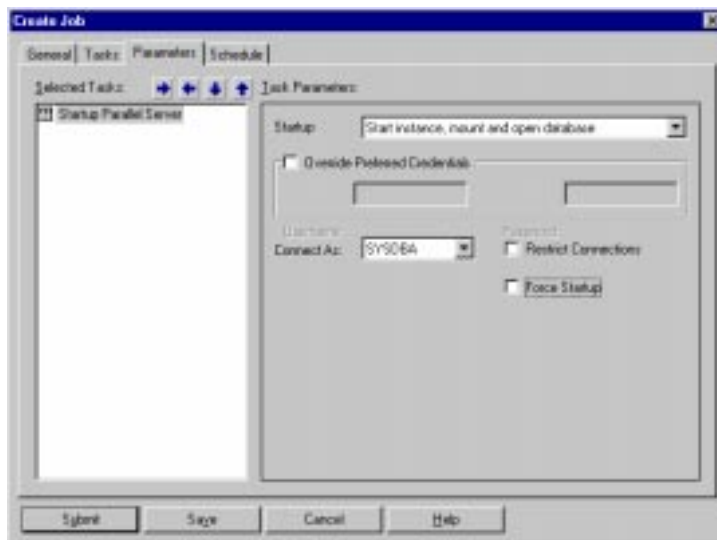 Create Job
General Tasks Parameters Schedule
Selected Tasks: Task Parameters:
Startup Parallel Server
Startup: Start instance, mount and open database
Override Preferred Credentials
Username: Password:
Connect As: SYSDBA Restrict Connections
Force Startup
Submit Save Cancel Help